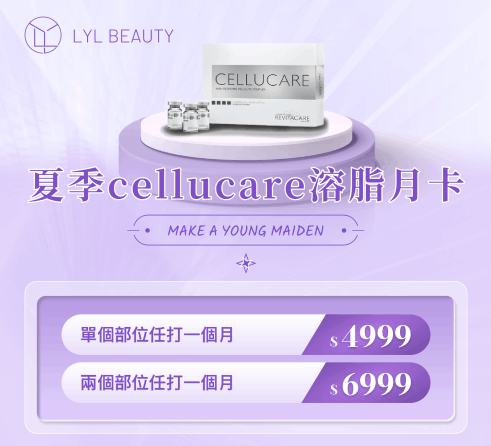 LYL BEAUTY
CELLUCARE
REVITACARE
夏季cellucare溶脂月卡
MAKE A YOUNG MAIDEN
單個部位任打一個月
$4999
兩個部位任打一個月
$6999